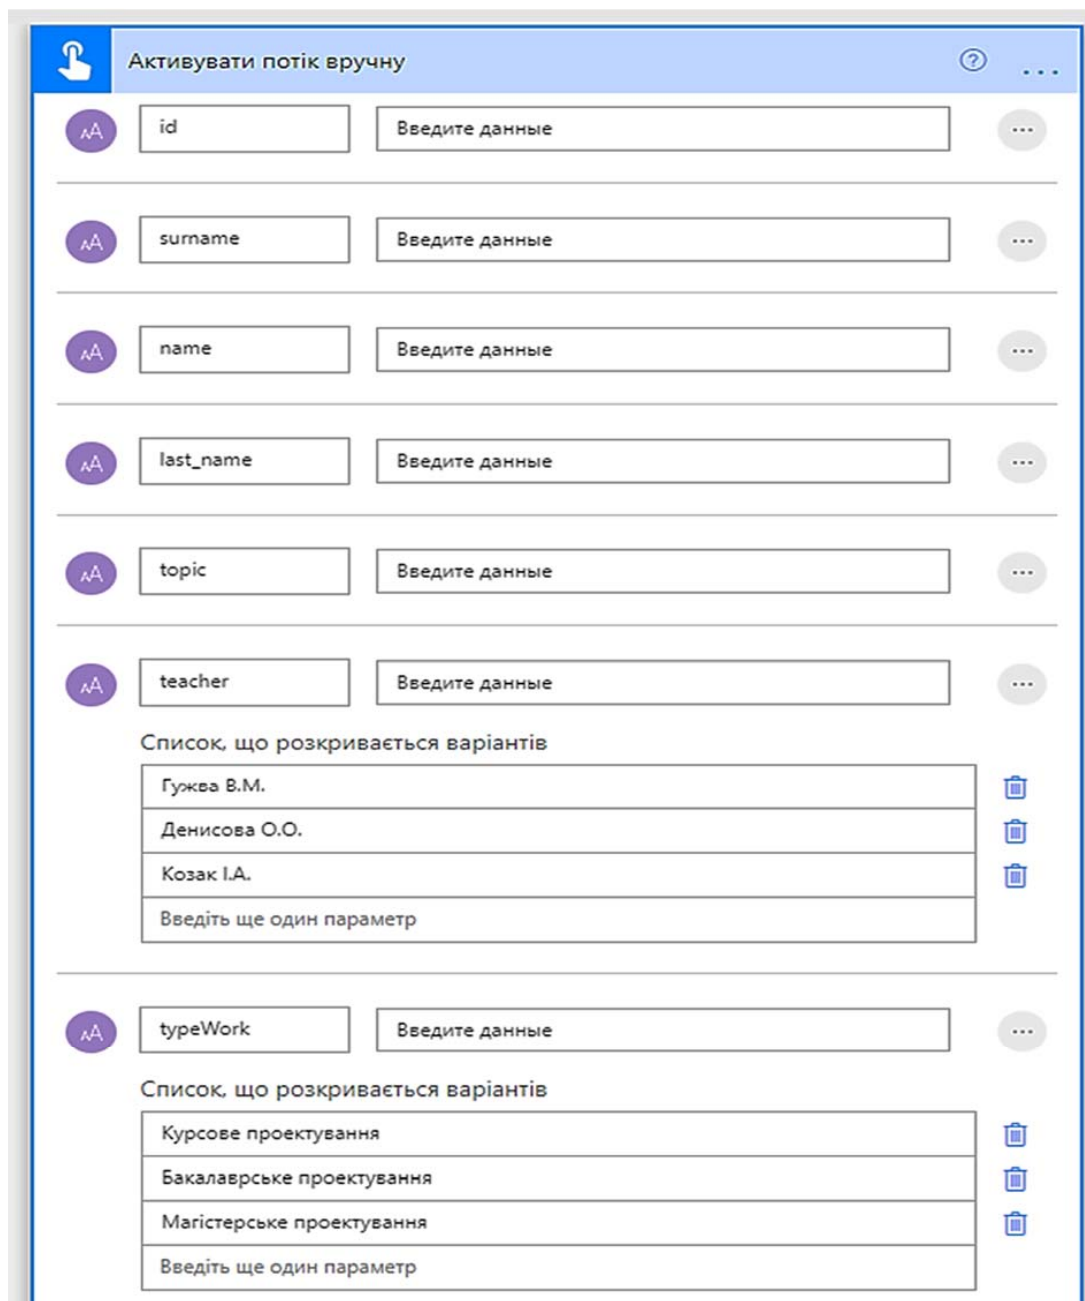 Активувати потік вручну
id Введите данные
surname Введите данные
name Введите данные
last_name Введите данные
topic Введите данные
teacher Введите данные
Список, що розкривається варіантів
Гужва В.М.
Денисова О.О.
Козак І.А.
Введіть ще один параметр
typeWork Введите данные
Список, що розкривається варіантів
Курсове проектування
Бакалаврське проектування
Магістерське проектування
Введіть ще один параметр